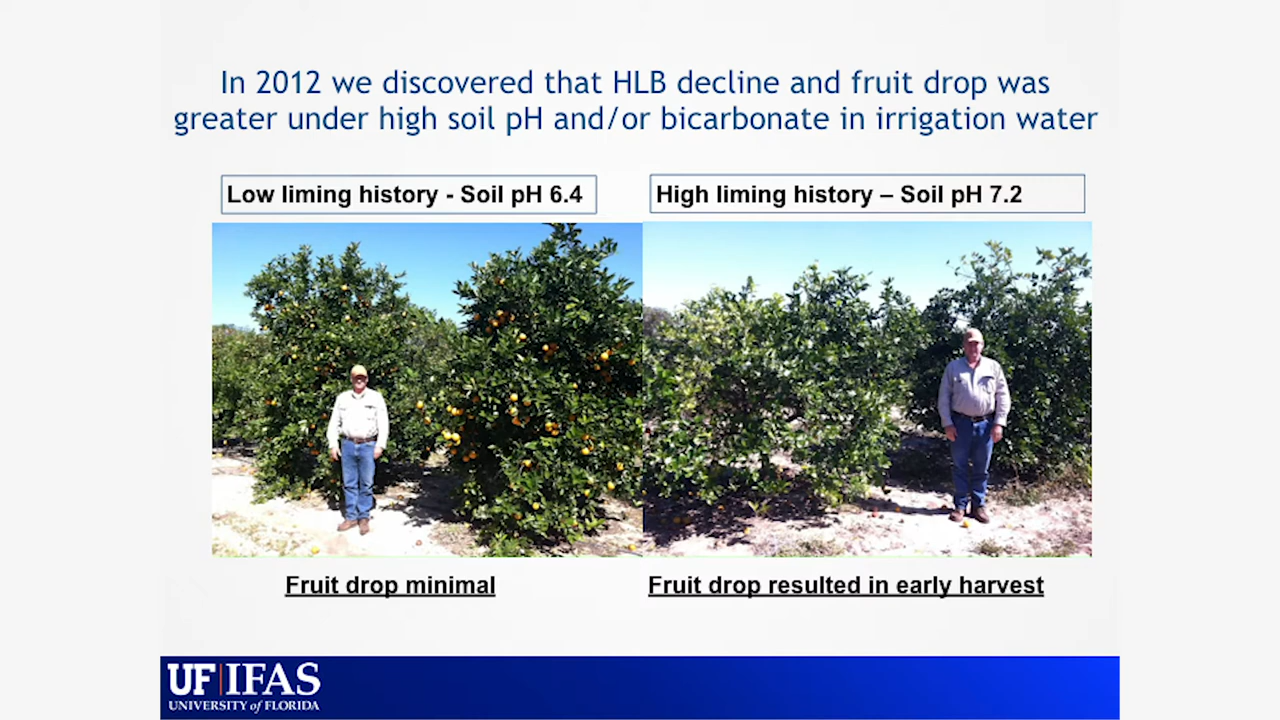 In 2012 we discovered that HLB decline and fruit drop was
greater under high soil pH and/or bicarbonate in irrigation water
Low liming history - Soil pH 6.4
High liming history – Soil pH 7.2
Fruit drop minimal
Fruit drop resulted in early harvest
UF|IFAS
UNIVERSITY of FLORIDA